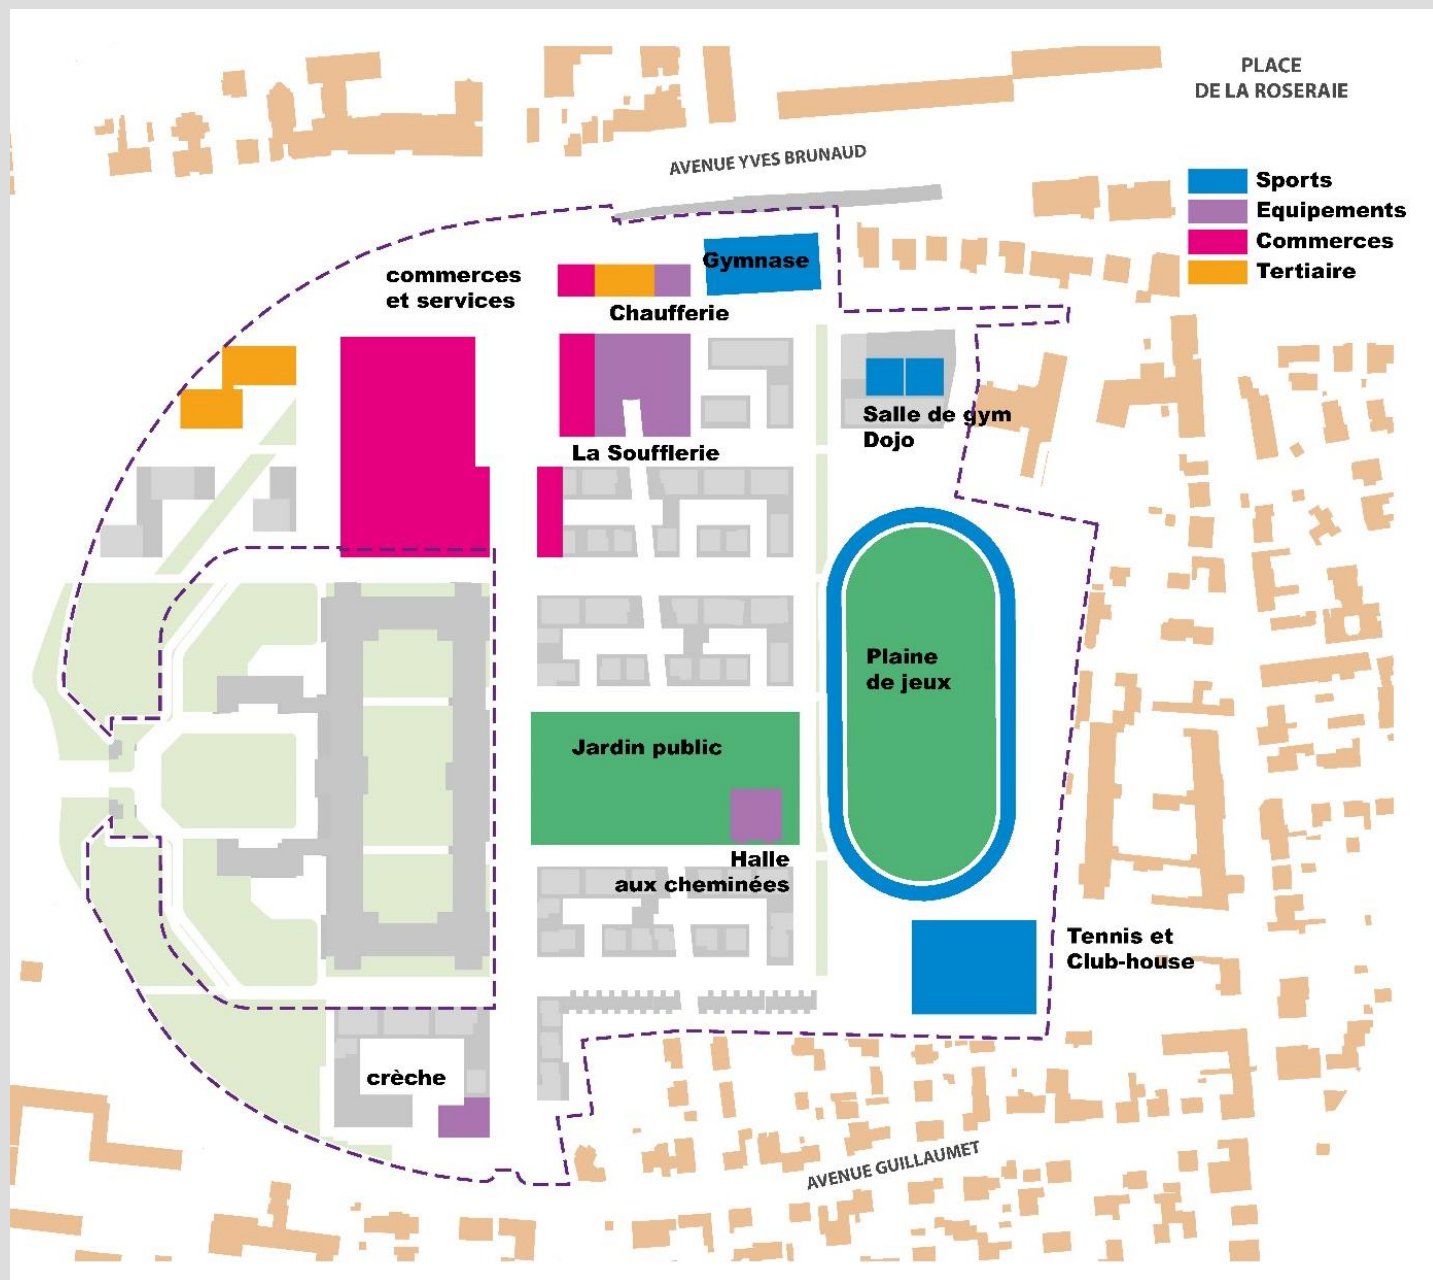 PLACE
DE LA ROSERAIE
AVENUE YVES BRUNAUD
Sports
Equipements
Commerces
Tertiaire
Gymnase
commerces
et services
Chaufferie
Salle de gym
Dojo
La Soufflerie
Plaine
de jeux
Jardin public
Halle
aux cheminées
Tennis et
Club-house
crèche
AVENUE GUILLAUMET